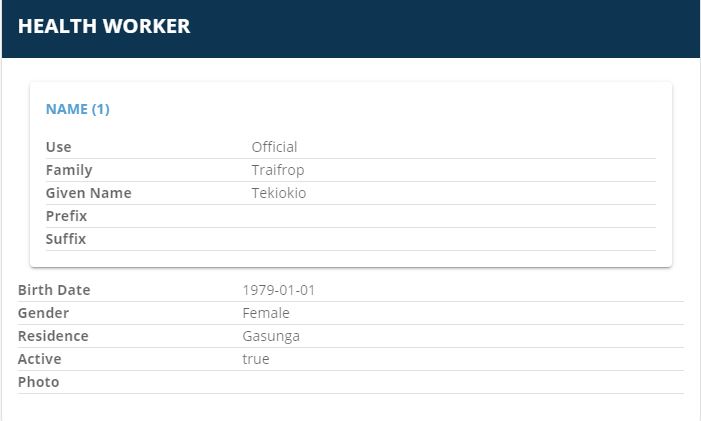 HEALTH WORKER
NAME (1)
Use Official
Family Traifrop
Given Name Tekiokio
Prefix
Suffix
Birth Date 1979-01-01
Gender Female
Residence Gasunga
Active true
Photo